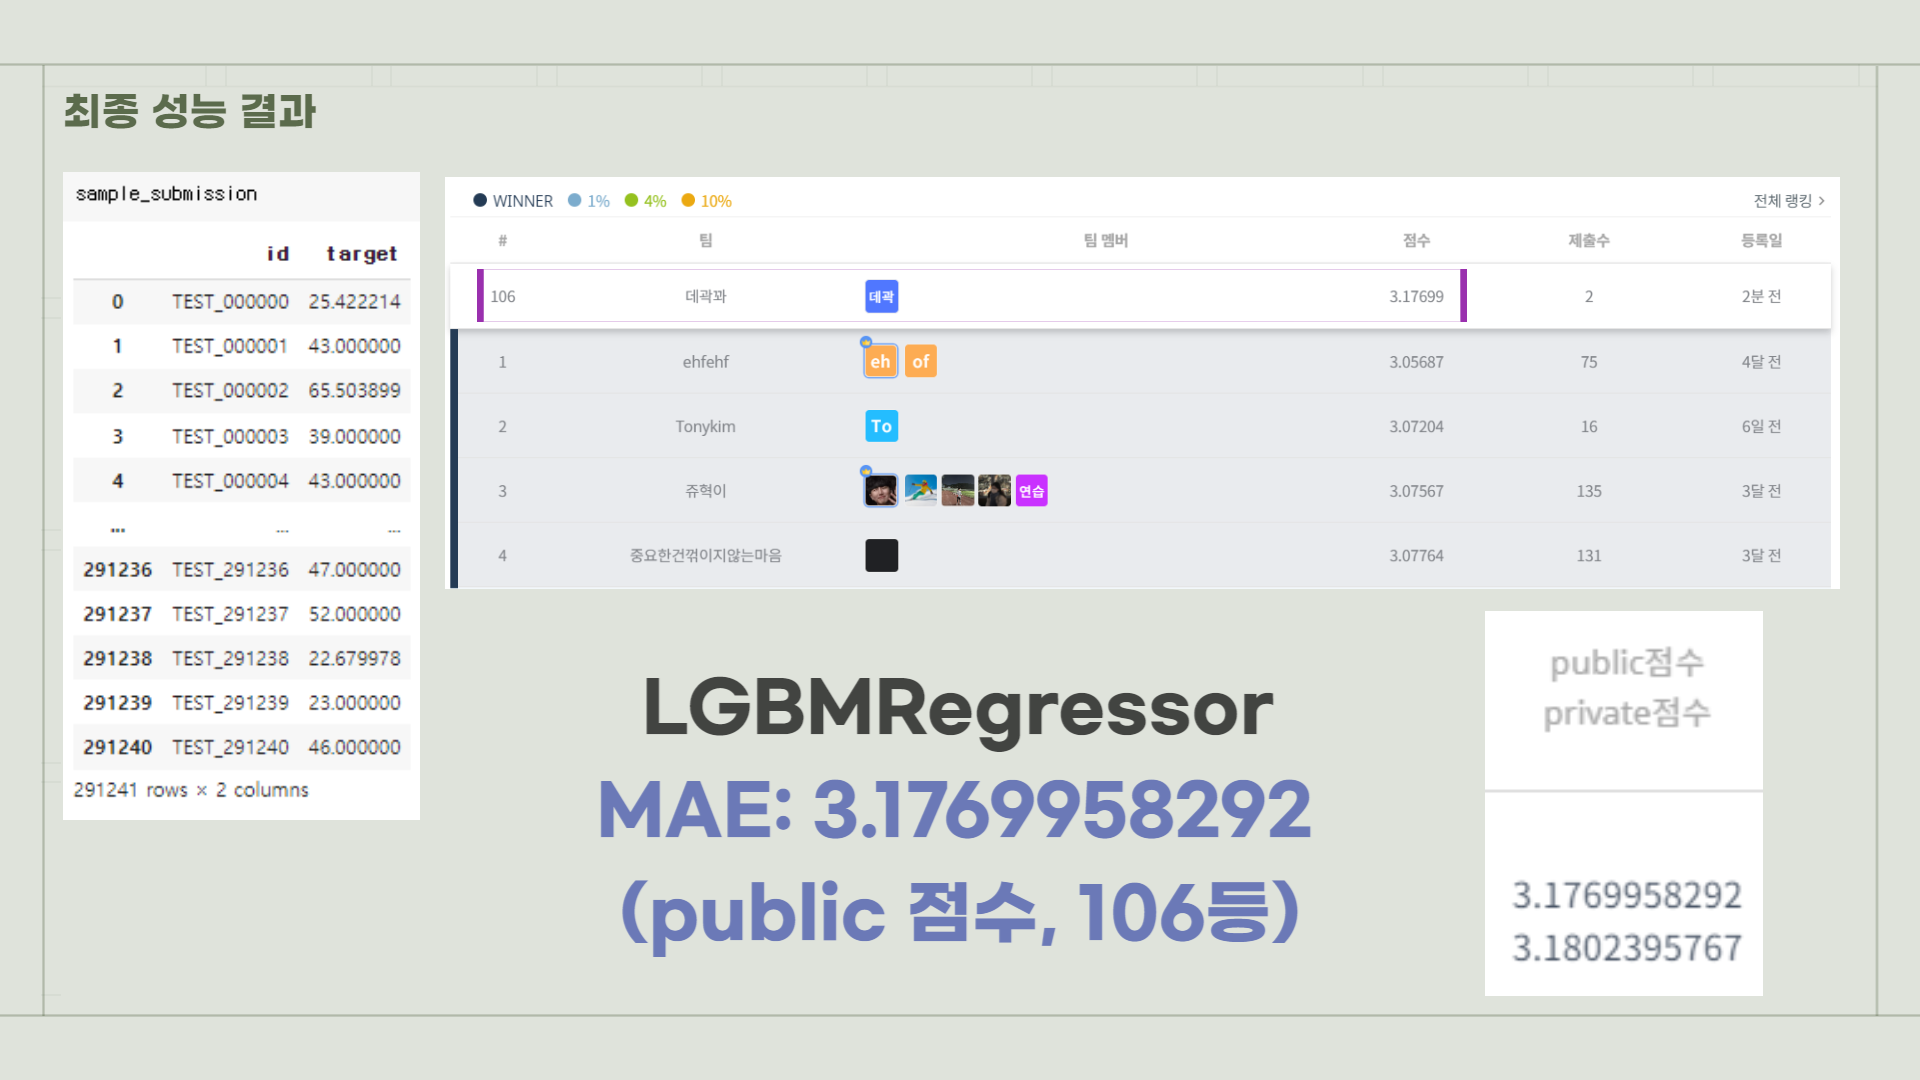 최종 성능 결과
sample_submission
id target
0 TEST_000000 25.422214
1 TEST_000001 43.000000
2 TEST_000002 65.503899
3 TEST_000003 39.000000
4 TEST_000004 43.000000
... ... ...
291236 TEST_291236 47.000000
291237 TEST_291237 52.000000
291238 TEST_291238 22.679978
291239 TEST_291239 23.000000
291240 TEST_291240 46.000000
291241 rows × 2 columns
WINNER 1% 4% 10% 전체 랭킹 >
# 팀 팀 멤버 점수 제출수 등록일
106 데곽꽈 데곽 3.17699 2 2분 전
1 ehfehf eh of 3.05687 75 4달 전
2 Tonykim To 3.07204 16 6일 전
3 쥬혁이 연습 3.07567 135 3달 전
4 중요한건꺾이지않는마음 3.07764 131 3달 전
LGBMRegressor
MAE: 3.1769958292
(public 점수, 106등)
public점수
private점수
3.1769958292
3.1802395767